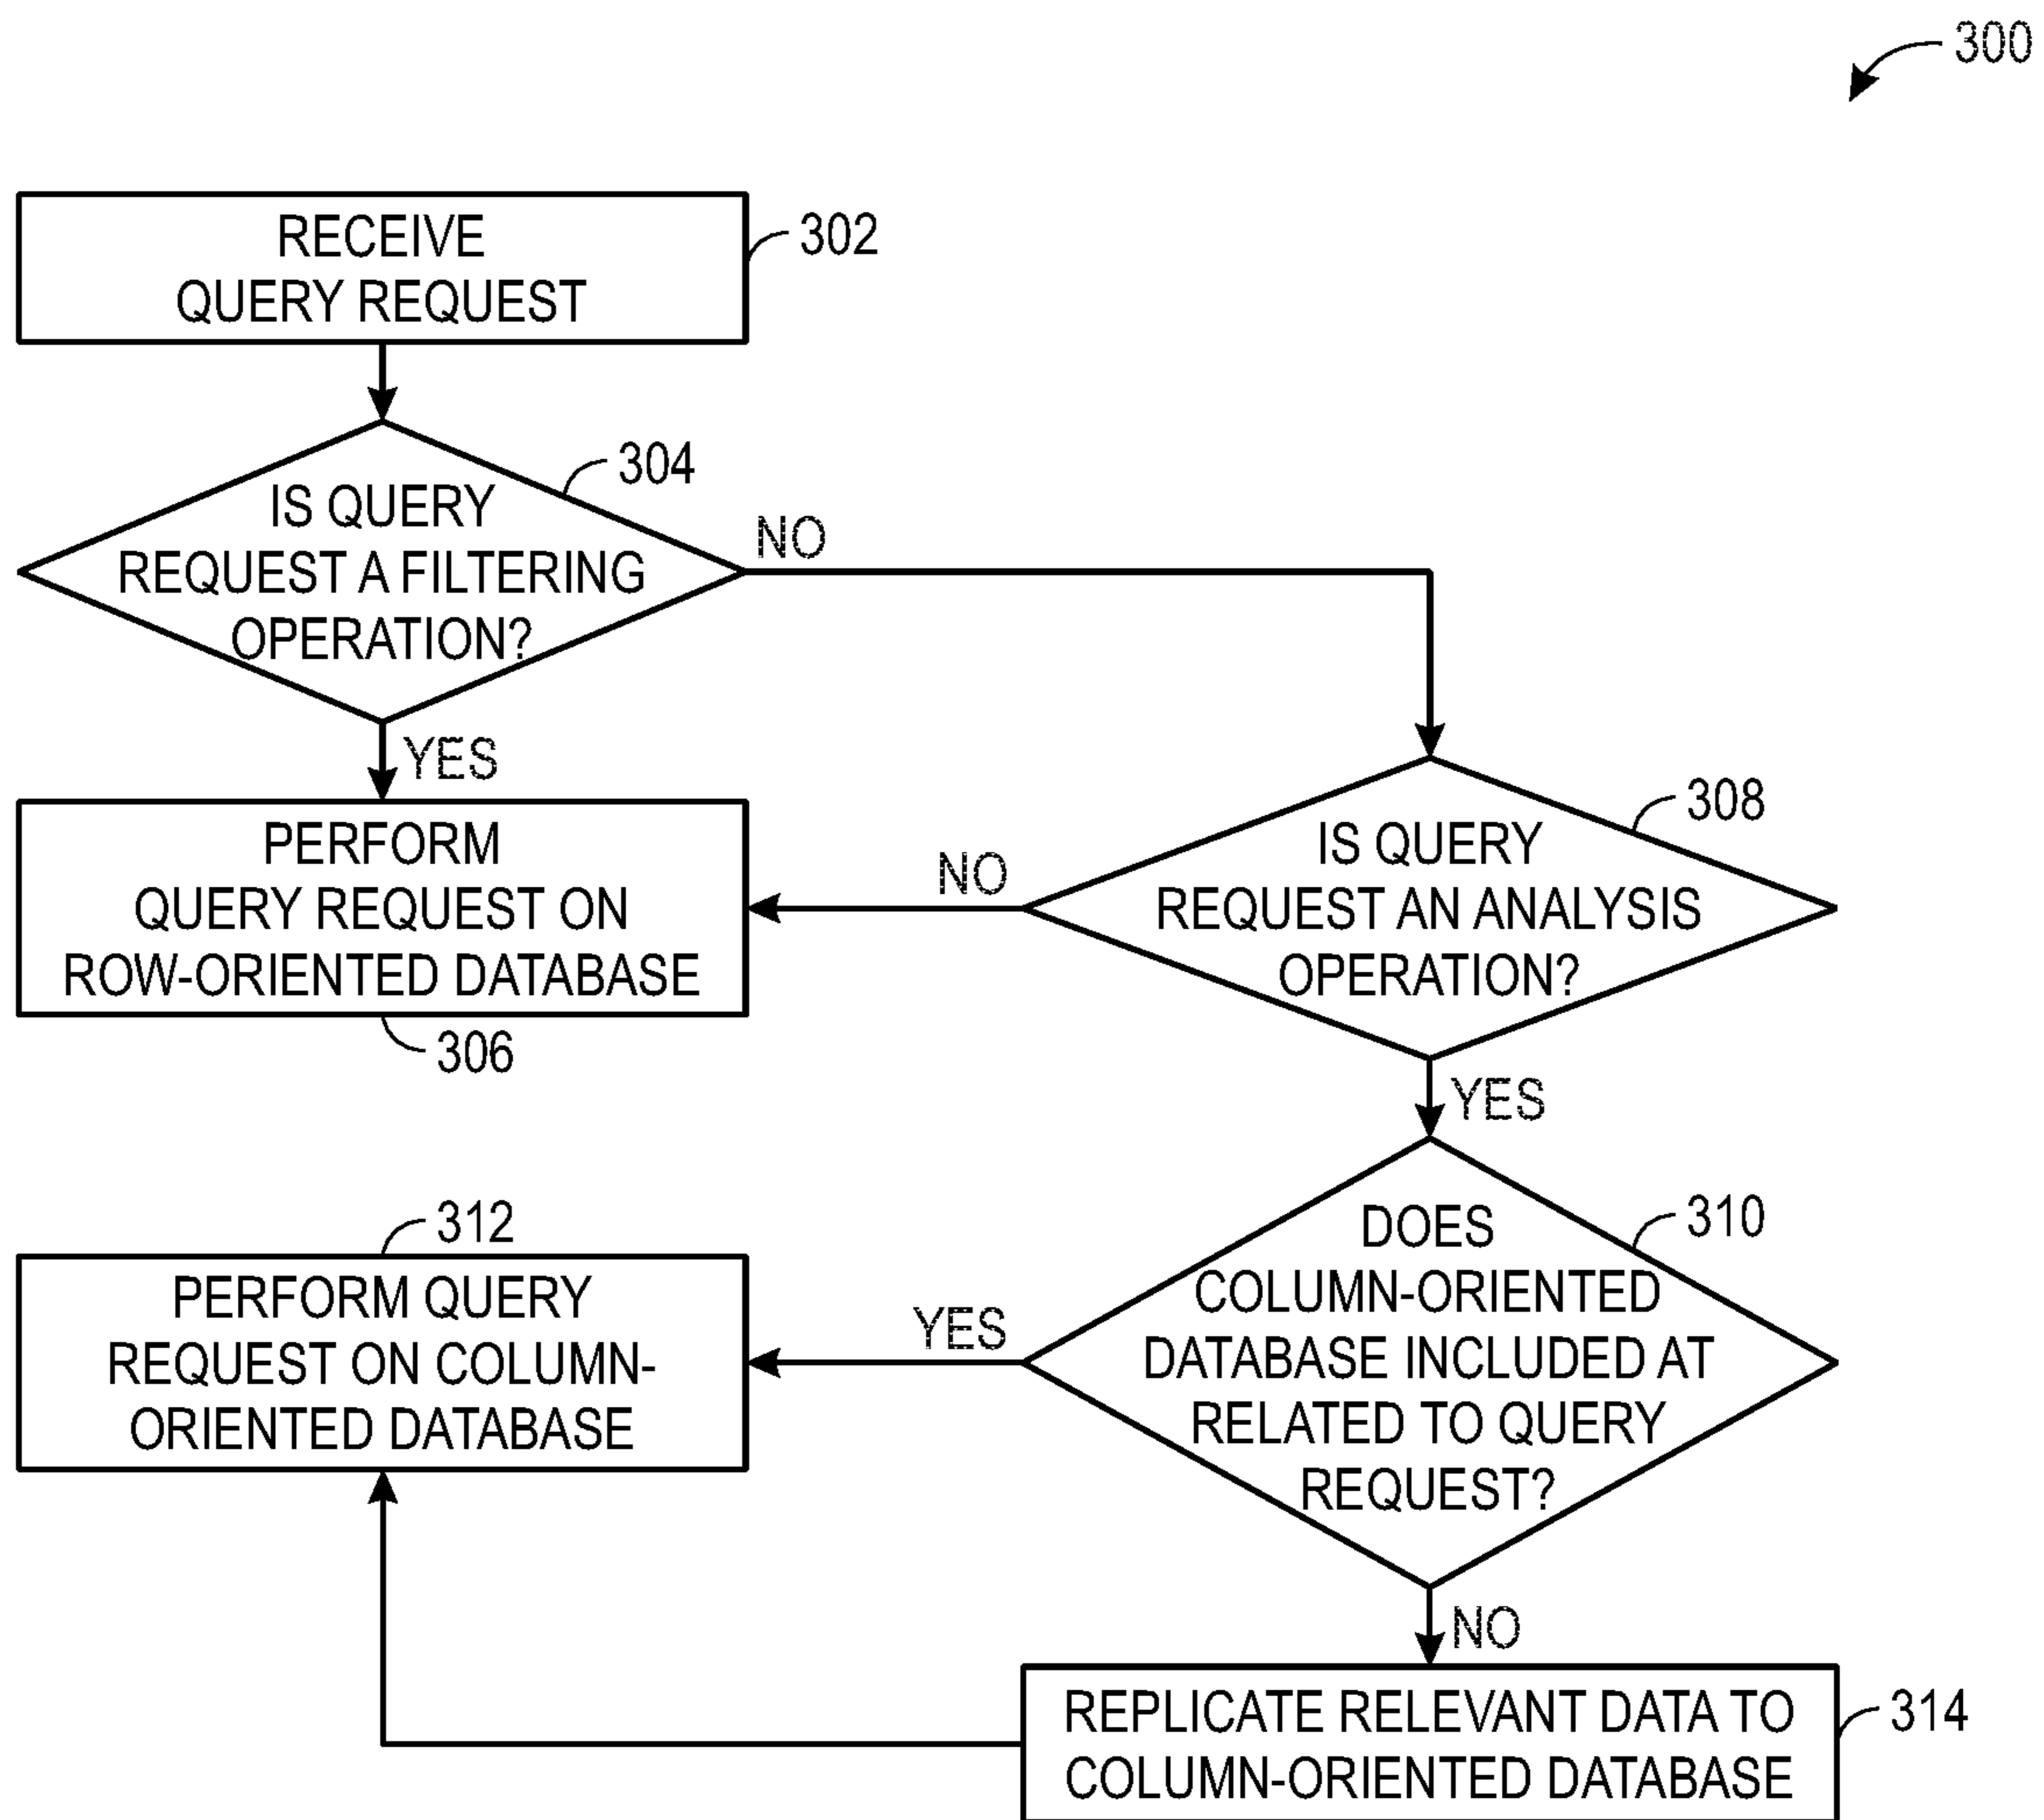 300
RECEIVE
QUERY REQUEST
302
304
IS QUERY
REQUEST A FILTERING
OPERATION?
NO
YES
PERFORM
QUERY REQUEST ON
ROW-ORIENTED DATABASE
306
308
IS QUERY
REQUEST AN ANALYSIS
OPERATION?
NO
YES
310
DOES
COLUMN-ORIENTED
DATABASE INCLUDED AT
RELATED TO QUERY
REQUEST?
YES
312
PERFORM QUERY
REQUEST ON COLUMN-
ORIENTED DATABASE
NO
REPLICATE RELEVANT DATA TO
COLUMN-ORIENTED DATABASE
314